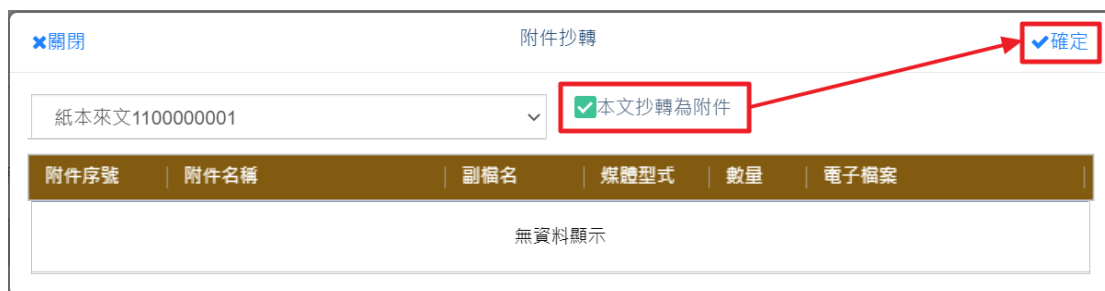 ✖關閉 附件抄轉 ✔確定
紙本來文1100000001 ✔本文抄轉為附件
附件序號 附件名稱 副檔名 媒體型式 數量 電子檔案
無資料顯示